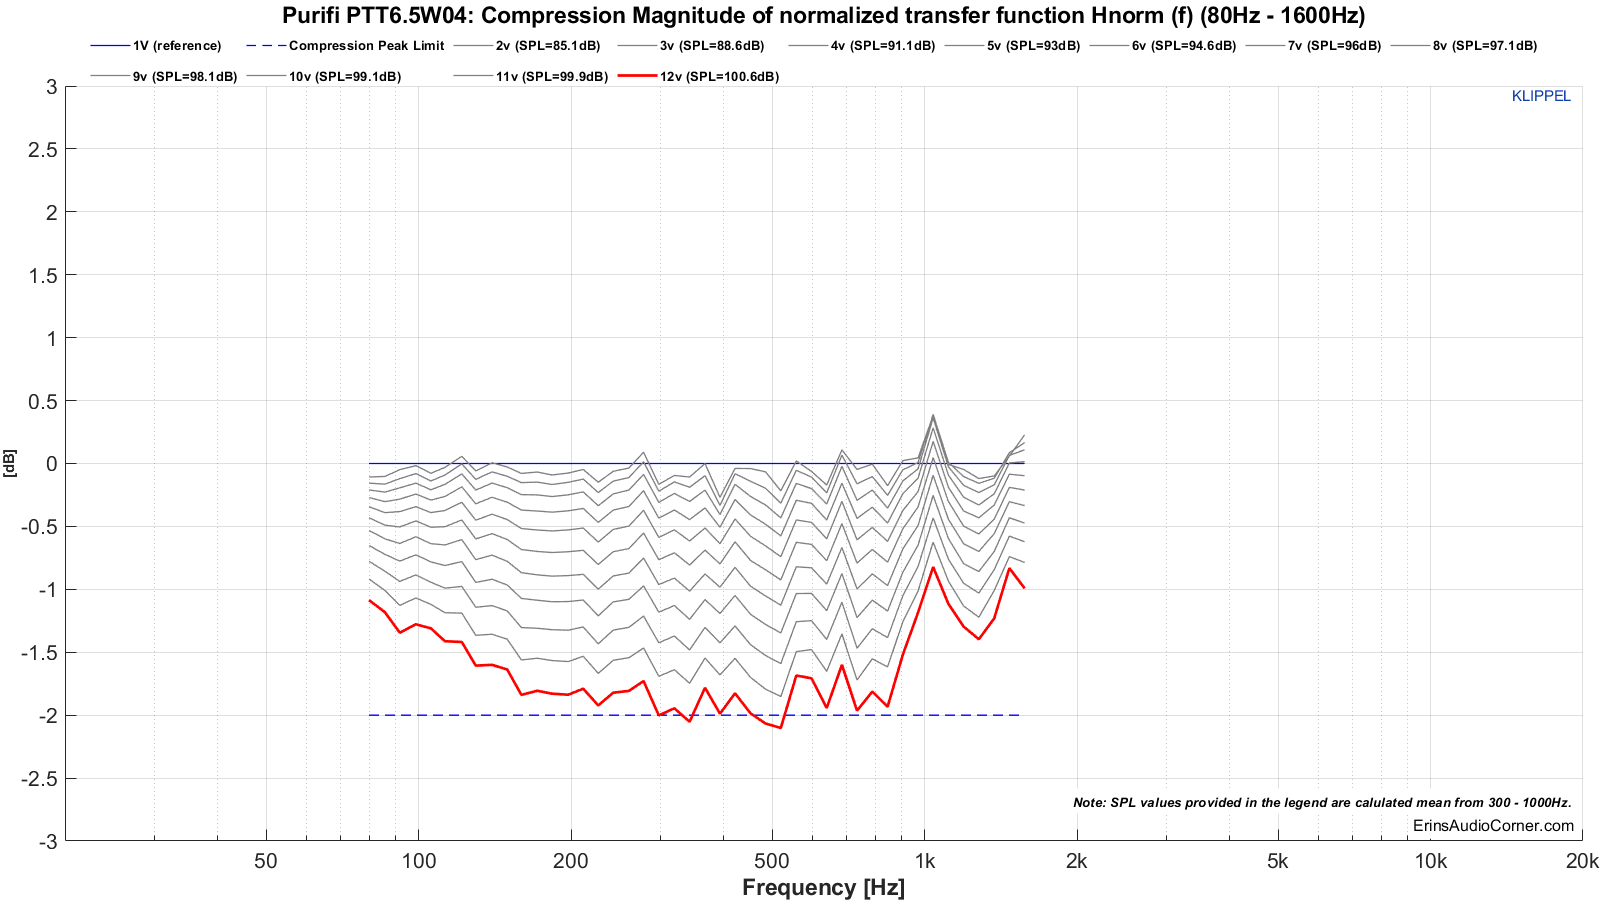 Purifi PTT6.5W04: Compression Magnitude of normalized transfer function Hnorm (f) (80Hz - 1600Hz)
1V (reference) Compression Peak Limit 2v (SPL=85.1dB) 3v (SPL=88.6dB) 4v (SPL=91.1dB) 5v (SPL=93dB) 6v (SPL=94.6dB) 7v (SPL=96dB) 8v (SPL=97.1dB)
9v (SPL=98.1dB) 10v (SPL=99.1dB) 11v (SPL=99.9dB) 12v (SPL=100.6dB)
KLIPPEL
3
2.5
2
1.5
1
0.5
0
-0.5
-1
-1.5
-2
-2.5
-3
[dB]
Note: SPL values provided in the legend are calulated mean from 300 - 1000Hz.
ErinsAudioCorner.com
50 100 200 500 1k 2k 5k 10k 20k
Frequency [Hz]